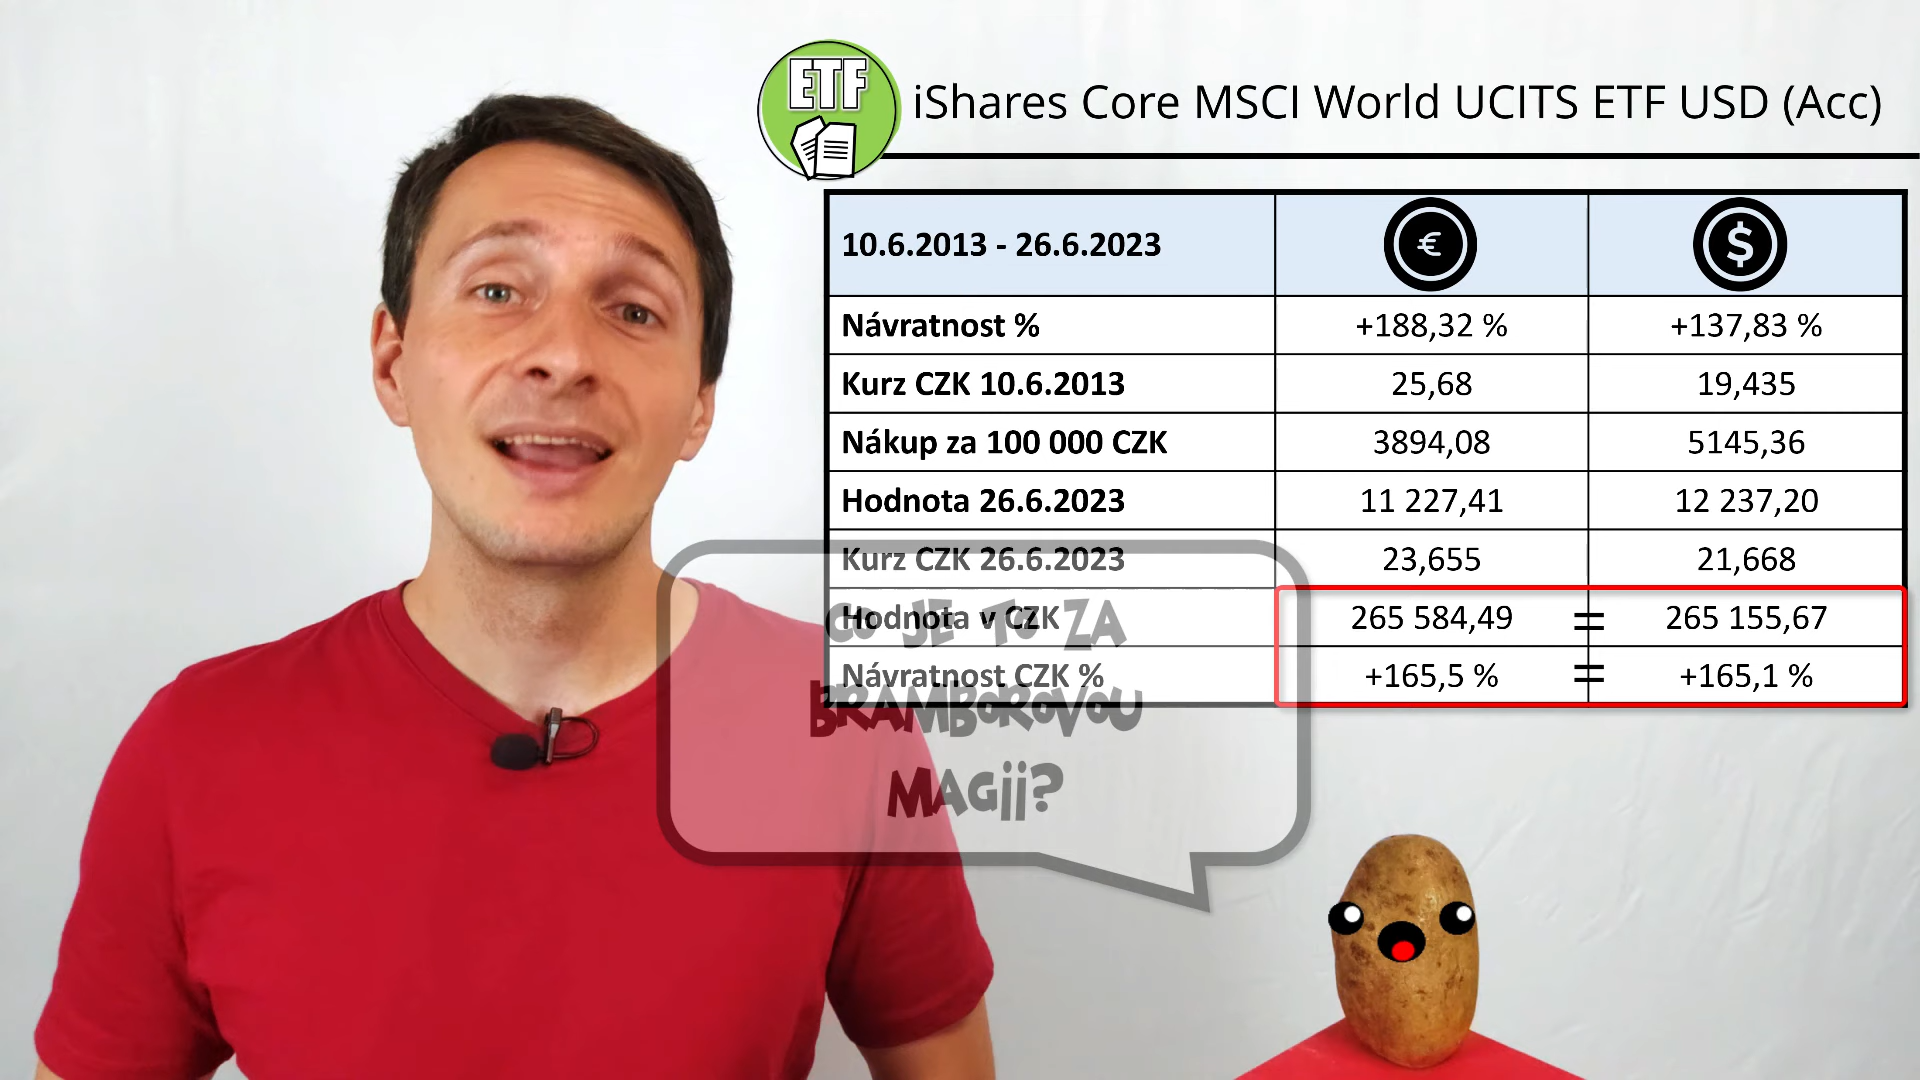 ETF
iShares Core MSCI World UCITS ETF USD (Acc)
10.6.2013 - 26.6.2023 € $
Návratnost % +188,32 % +137,83 %
Kurz CZK 10.6.2013 25,68 19,435
Nákup za 100 000 CZK 3894,08 5145,36
Hodnota 26.6.2023 11 227,41 12 237,20
Kurz CZK 26.6.2023 23,655 21,668
Hodnota v CZK 265 584,49 = 265 155,67
Návratnost CZK % +165,5 % = +165,1 %
CO JE TO ZA
BRAMBOROVOU
MAGii?